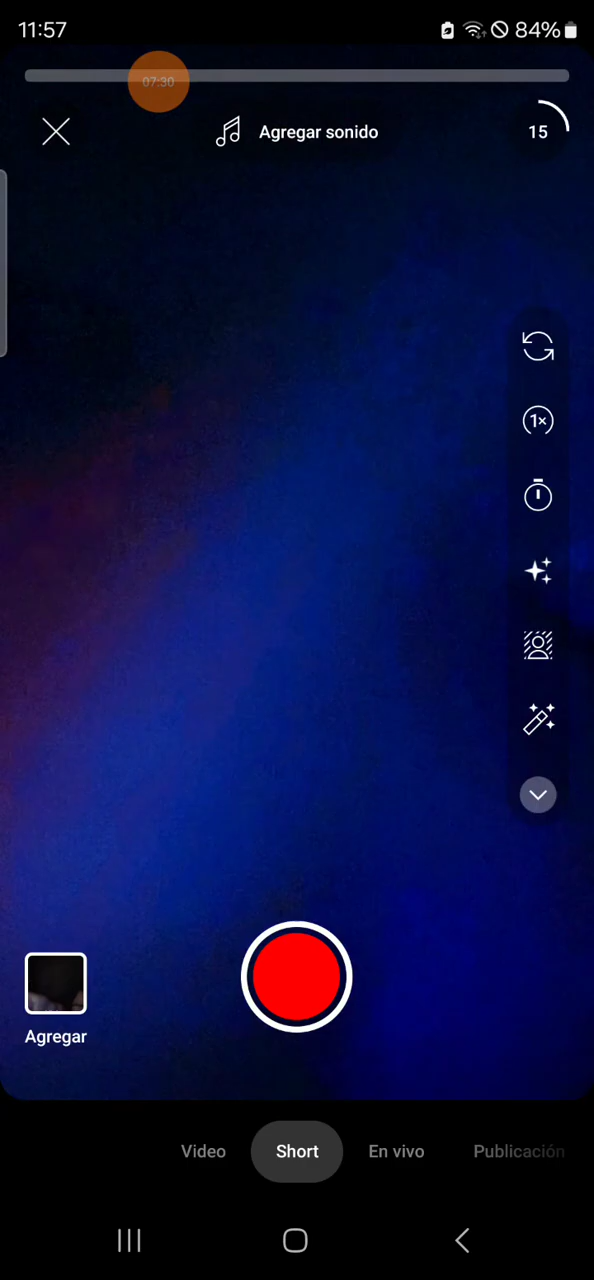 11:57
84%
07:30
Agregar sonido
15
1×
Agregar
Video
Short
En vivo
Publicación